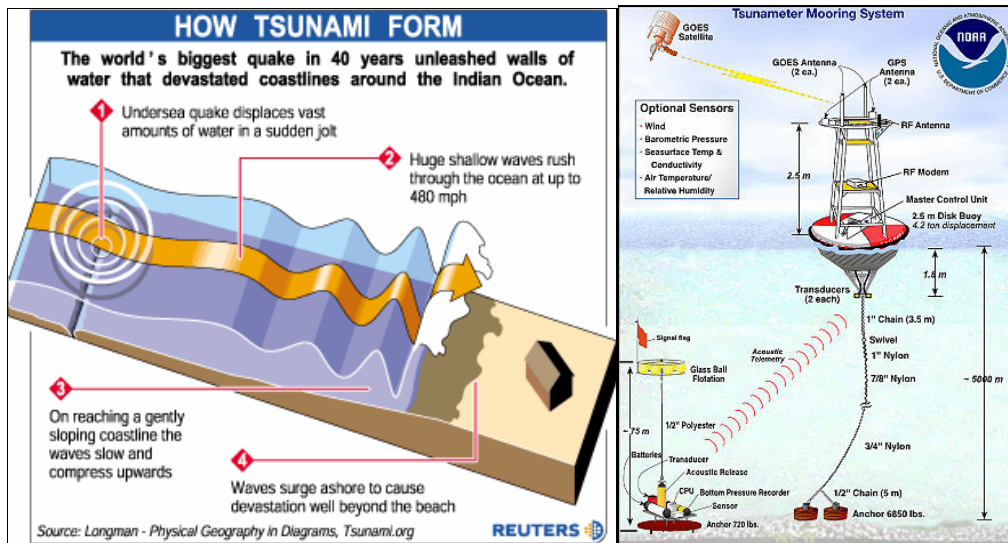 HOW TSUNAMI FORM
The world's biggest quake in 40 years unleashed walls of
water that devastated coastlines around the Indian Ocean.
1
Undersea quake displaces vast
amounts of water in a sudden jolt
2
Huge shallow waves rush
through the ocean at up to
480 mph
3
On reaching a gently
sloping coastline the
waves slow and
compress upwards
4
Waves surge ashore to cause
devastation well beyond the beach
Source: Longman - Physical Geography in Diagrams, Tsunami.org
REUTERS
Tsunameter Mooring System
GOES
Satellite
NOAA
NATIONAL OCEANIC AND ATMOSPHERIC ADMINISTRATION
U.S. DEPARTMENT OF COMMERCE
GOES Antenna
(2 ea.)
GPS
Antenna
(2 ea.)
Optional Sensors
• Wind
• Barometric Pressure
• Seasurface Temp &
Conductivity
• Air Temperature/
Relative Humidity
RF Antenna
2.5 m
RF Modem
Master Control Unit
2.5 m Disk Buoy
4.2 ton displacement
1.8 m
Transducers
(2 each)
1" Chain (3.5 m)
Swivel
1" Nylon
7/8" Nylon
~ 5000 m
3/4" Nylon
1/2" Chain (5 m)
Anchor 6850 lbs.
Signal flag
Acoustic
Telemetry
Glass Ball
Flotation
~75 m
1/2" Polyester
Batteries
Transducer
Acoustic Release
CPU
Bottom Pressure Recorder
Sensor
Anchor 720 lbs.